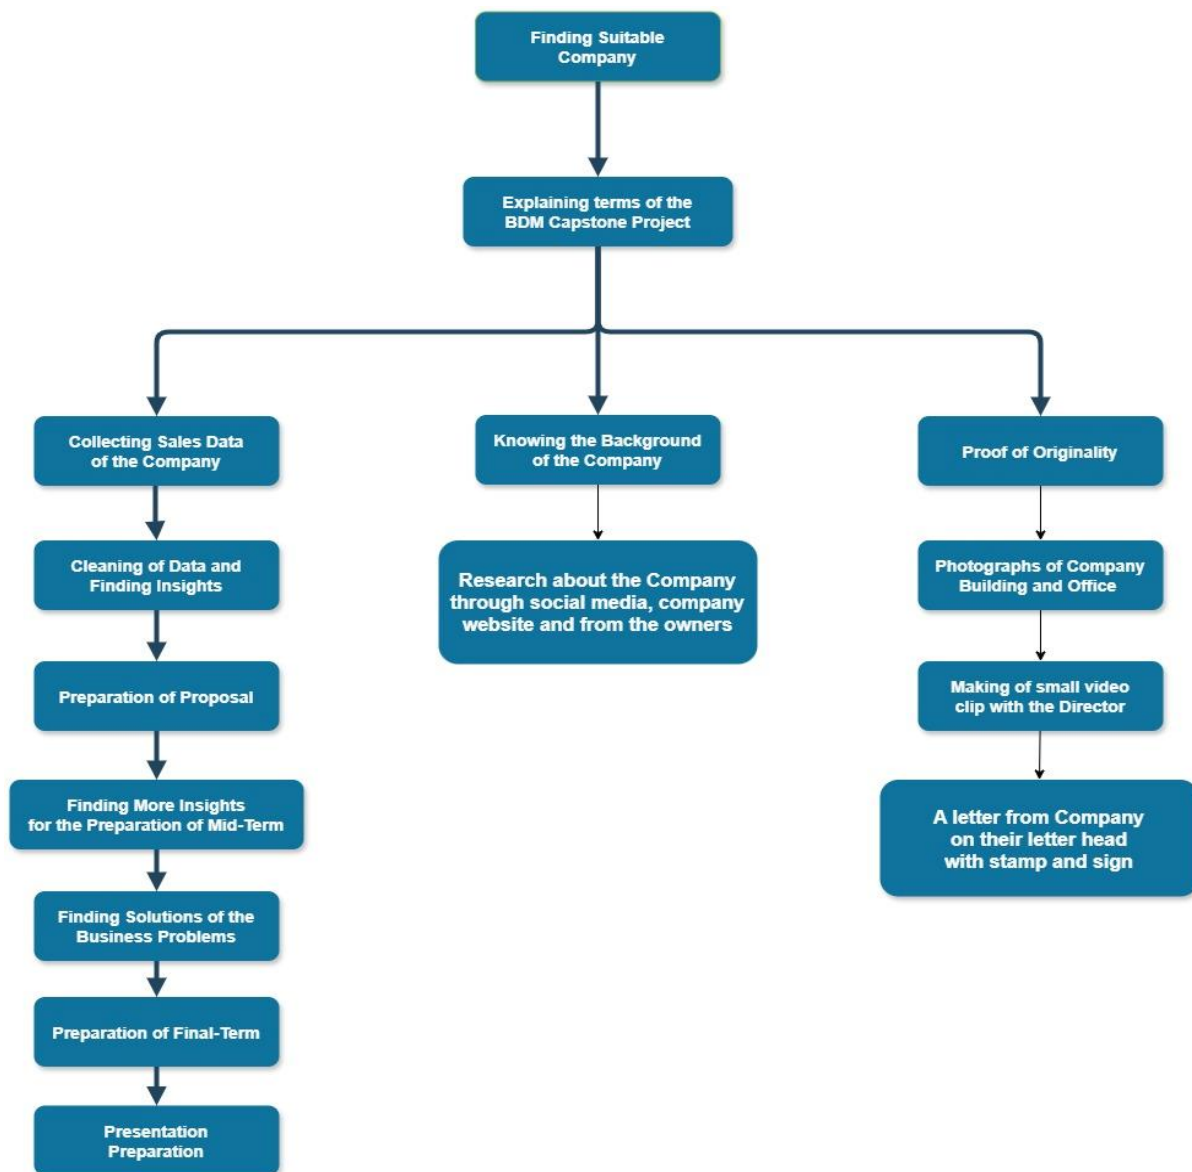 Finding Suitable
Company
Explaining terms of the
BDM Capstone Project
Collecting Sales Data
of the Company
Cleaning of Data and
Finding Insights
Preparation of Proposal
Finding More Insights
for the Preparation of Mid-Term
Finding Solutions of the
Business Problems
Preparation of Final-Term
Presentation
Preparation
Knowing the Background
of the Company
Research about the Company
through social media, company
website and from the owners
Proof of Originality
Photographs of Company
Building and Office
Making of small video
clip with the Director
A letter from Company
on their letter head
with stamp and sign